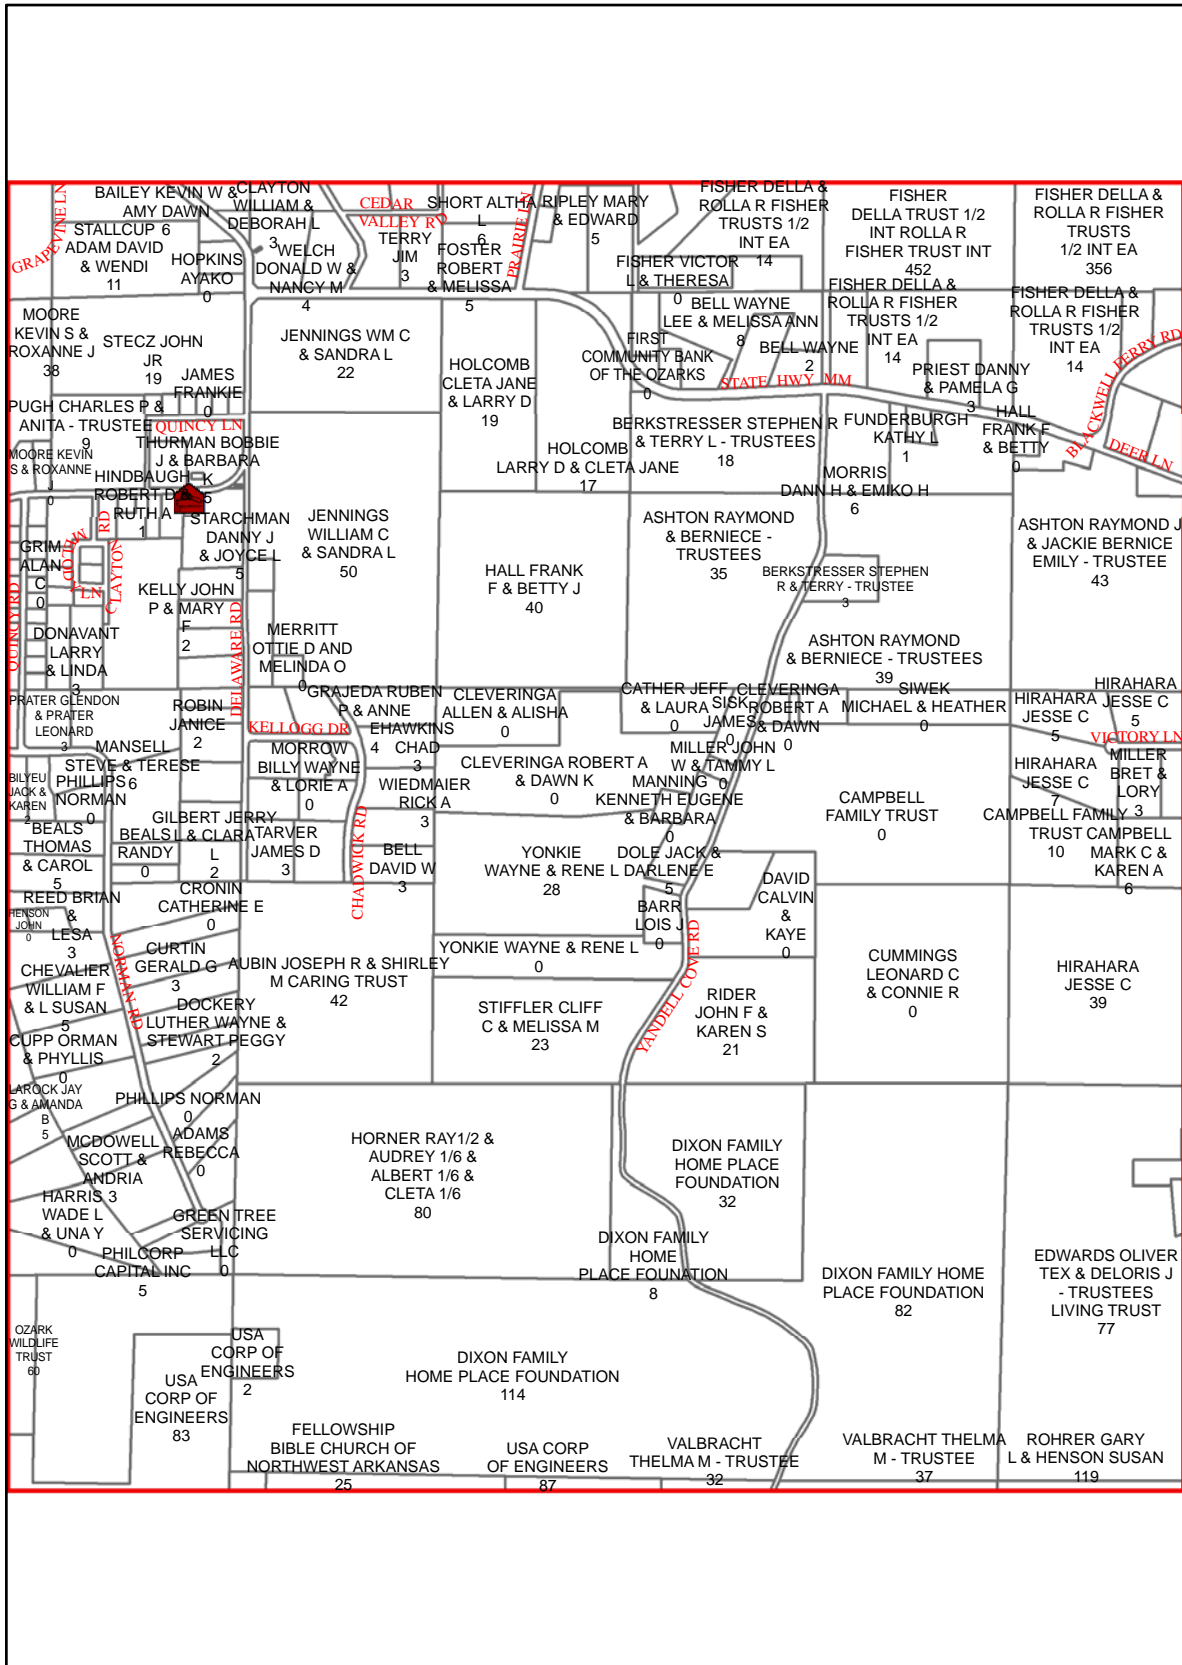 GRAPEVINE LN
BAILEY KEVIN W &
AMY DAWN
6
CLAYTON
WILLIAM &
DEBORAH L
3
CEDAR
VALLEY RD
SHORT ALTHA
L
6
PRAIRIE LN
RIPLEY MARY
& EDWARD
5
FISHER DELLA &
ROLLA R FISHER
TRUSTS 1/2
INT EA
14
FISHER
DELLA TRUST 1/2
INT ROLLA R
FISHER TRUST INT
452
FISHER DELLA &
ROLLA R FISHER
TRUSTS
1/2 INT EA
356
STALLCUP
ADAM DAVID
& WENDI
11
HOPKINS
AYAKO
0
WELCH
DONALD W &
NANCY M
4
TERRY
JIM
3
FOSTER
ROBERT
& MELISSA
5
FISHER VICTOR
L & THERESA
0
MOORE
KEVIN S &
ROXANNE J
38
STECZ JOHN
JR
19
JAMES
FRANKIE
0
JENNINGS WM C
& SANDRA L
22
HOLCOMB
CLETA JANE
& LARRY D
19
FIRST
COMMUNITY BANK
OF THE OZARKS
0
BELL WAYNE
LEE & MELISSA ANN
8
BELL WAYNE
2
FISHER DELLA &
ROLLA R FISHER
TRUSTS 1/2
INT EA
14
FISHER DELLA &
ROLLA R FISHER
TRUSTS 1/2
INT EA
14
STATE HWY MM
PRIEST DANNY
& PAMELA G
3
BLACKWELL FERRY RD
DEER LN
PUGH CHARLES P &
ANITA - TRUSTEE
9
QUINCY LN
THURMAN BOBBIE
J & BARBARA
K
5
MOORE KEVIN
S & ROXANNE
J
0
HINDBAUGH
ROBERT D &
RUTH A
1
HOLCOMB
LARRY D & CLETA JANE
17
BERKSTRESSER STEPHEN R
& TERRY L - TRUSTEES
18
FUNDERBURGH
KATHY L
1
HALL
FRANK F
& BETTY
0
MORRIS
DANN H & EMIKO H
6
STARCHMAN
DANNY J
& JOYCE L
5
JENNINGS
WILLIAM C
& SANDRA L
50
HALL FRANK
F & BETTY J
40
ASHTON RAYMOND
& BERNIECE -
TRUSTEES
35
ASHTON RAYMOND J
& JACKIE BERNICE
EMILY - TRUSTEE
43
GRIM
ALAN
C
0
CLAYTON RD
QUINCY RD
KELLY JOHN
P & MARY
F
2
DELAWARE RD
BERKSTRESSER STEPHEN
R & TERRY - TRUSTEE
3
DONAVANT
LARRY
& LINDA
3
MERRITT
OTTIE D AND
MELINDA O
0
ASHTON RAYMOND
& BERNIECE - TRUSTEES
39
PRATER GLENDON
& PRATER
LEONARD
3
ROBIN
JANICE
2
KELLOGG DR
GRAJEDA RUBEN
P & ANNE
4
EHAWKINS
CHAD
3
CLEVERINGA
ALLEN & ALISHA
0
CATHER JEFF
& LAURA
0
SISK
JAMES
0
CLEVERINGA
ROBERT A
& DAWN
0
SIWEK
MICHAEL & HEATHER
0
HIRAHARA
JESSE C
5
HIRAHARA
JESSE C
5
VICTORY LN
MANSELL
STEVE & TERESE
6
MORROW
BILLY WAYNE
& LORIE A
0
WIEDMAIER
RICK A
3
CLEVERINGA ROBERT A
& DAWN K
0
MILLER JOHN
W & TAMMY L
0
MANNING
KENNETH EUGENE
& BARBARA
0
CAMPBELL
FAMILY TRUST
0
HIRAHARA
JESSE C
7
MILLER
BRET &
LORY
3
BILYEU
JACK &
KAREN
2
PHILLIPS
NORMAN
0
BEALS
THOMAS
& CAROL
5
BEALS
RANDY
0
GILBERT JERRY
L & CLARA
L
2
TARVER
JAMES D
3
CHADWICK RD
BELL
DAVID W
3
YONKIE
WAYNE & RENE L
28
DOLE JACK &
DARLENE E
5
CAMPBELL FAMILY
TRUST
10
CAMPBELL
MARK C &
KAREN A
6
REED BRIAN
&
LESA
3
HENSON
JOHN
0
CRONIN
CATHERINE E
0
BARR
LOIS J
0
DAVID
CALVIN
&
KAYE
0
NORMAN RD
CURTIN
GERALD G
3
AUBIN JOSEPH R & SHIRLEY
M CARING TRUST
42
YONKIE WAYNE & RENE L
0
YANDELL COVE RD
CUMMINGS
LEONARD C
& CONNIE R
0
HIRAHARA
JESSE C
39
CHEVALIER
WILLIAM F
& L SUSAN
5
DOCKERY
LUTHER WAYNE &
STEWART PEGGY
2
STIFFLER CLIFF
C & MELISSA M
23
RIDER
JOHN F &
KAREN S
21
CUPP ORMAN
& PHYLLIS
0
LAROCK JAY
G & AMANDA
B
5
PHILLIPS NORMAN
0
ADAMS
REBECCA
0
MCDOWELL
SCOTT &
ANDRIA
3
HORNER RAY1/2 &
AUDREY 1/6 &
ALBERT 1/6 &
CLETA 1/6
80
DIXON FAMILY
HOME PLACE
FOUNDATION
32
HARRIS
WADE L
& UNA Y
0
GREEN TREE
SERVICING
LLC
0
PHILCORP
CAPITAL INC
5
DIXON FAMILY
HOME
PLACE FOUNATION
8
DIXON FAMILY HOME
PLACE FOUNDATION
82
EDWARDS OLIVER
TEX & DELORIS J
- TRUSTEES
LIVING TRUST
77
OZARK
WILDLIFE
TRUST
60
USA
CORP OF
ENGINEERS
2
USA
CORP OF
ENGINEERS
83
DIXON FAMILY
HOME PLACE FOUNDATION
114
FELLOWSHIP
BIBLE CHURCH OF
NORTHWEST ARKANSAS
25
USA CORP
OF ENGINEERS
87
VALBRACHT
THELMA M - TRUSTEE
32
VALBRACHT THELMA
M - TRUSTEE
37
ROHRER GARY
L & HENSON SUSAN
119